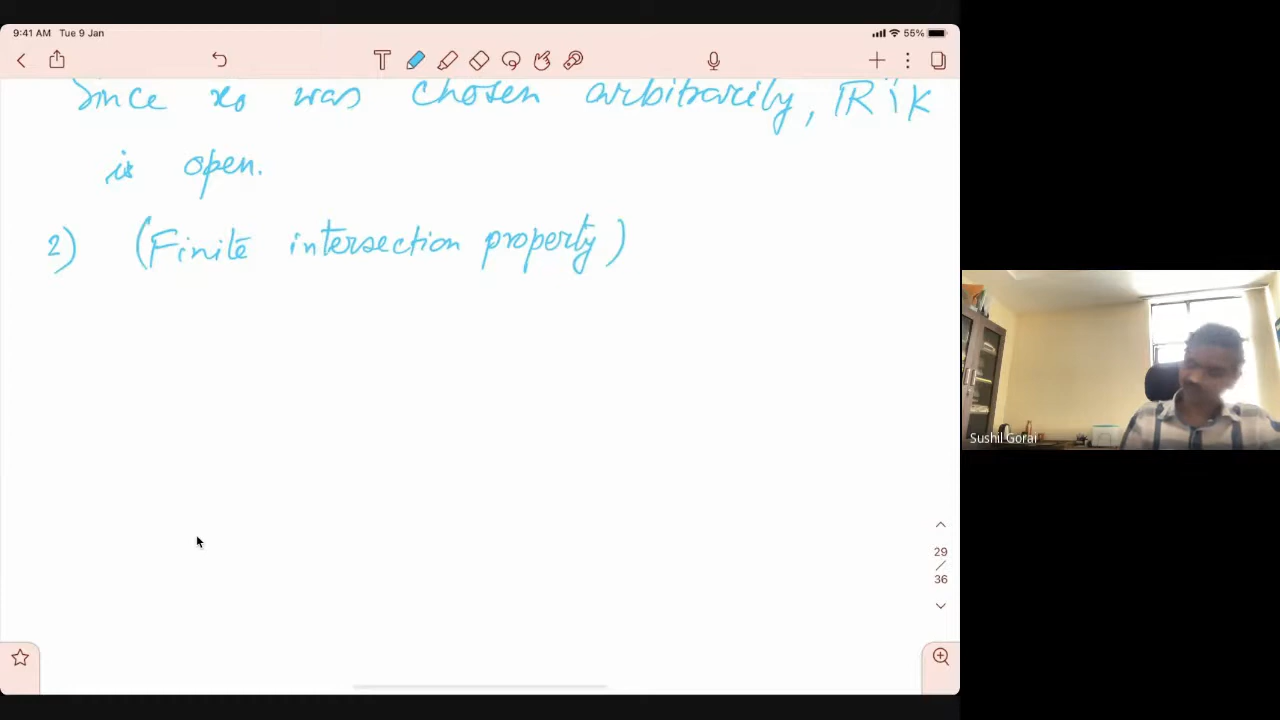 9:41 AM Tue 9 Jan
55%
Since x₀ was chosen arbitrarily, ℝⁿ\K
is open.
2) (Finite intersection property)
Sushil Gorai
29
/
36